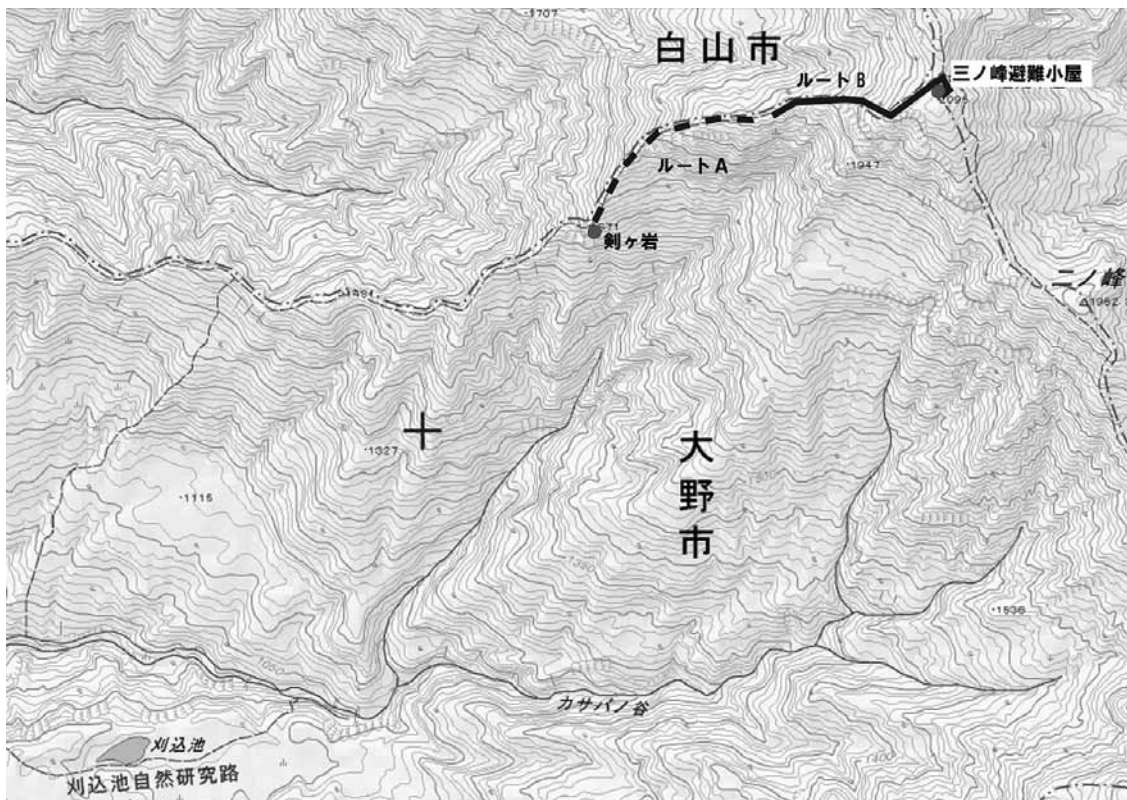 ・1707
白山市
ルートB
三ノ峰避難小屋
ルートA
・1947
剣ヶ岩
二ノ峰
1962
・1327
大野市
・1115
・1536
カサバノ谷
1400
刈込池
刈込池自然研究路